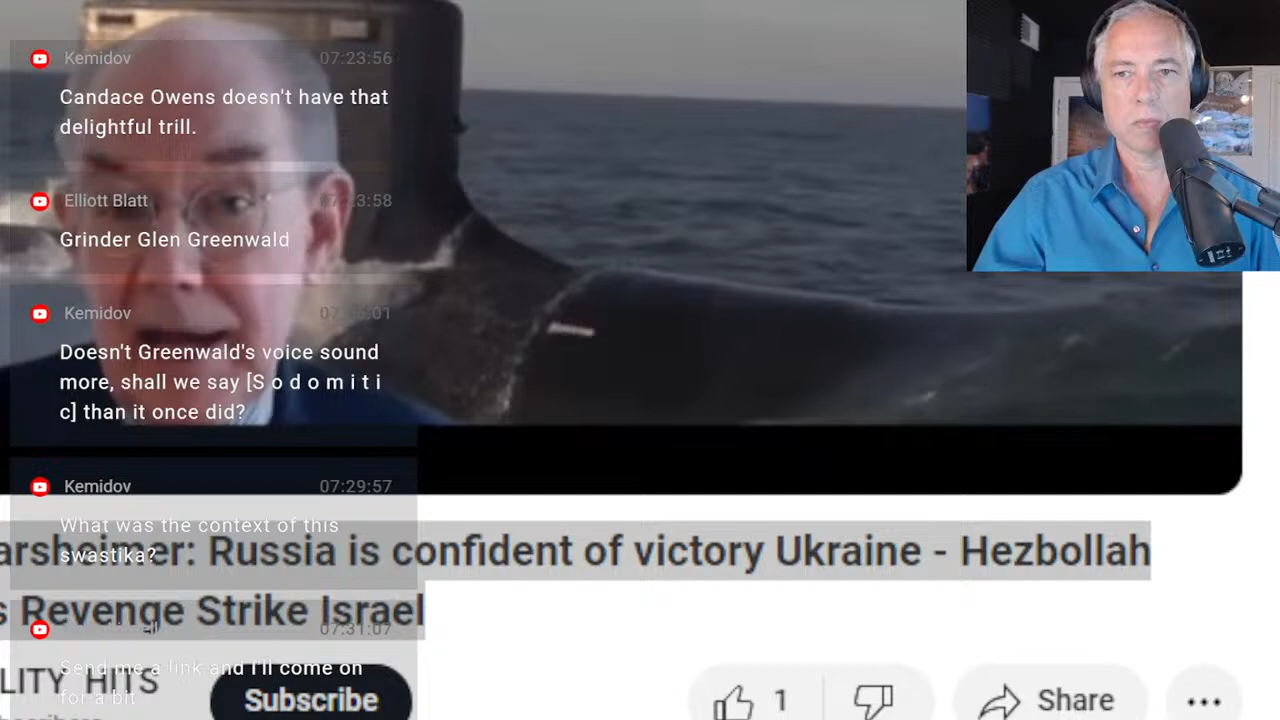 Kemidov 07:23:56
Candace Owens doesn't have that
delightful trill.
Elliott Blatt
Grinder Glen Greenwald
Kemidov
Doesn't Greenwald's voice sound
more, shall we say [S o d o m i t i
c] than it once did?
Kemidov 07:29:57
What was the context of this
swastika?
arsheimer: Russia is confident of victory Ukraine - Hezbollah
s Revenge Strike Israel
07:31:07
Send me a link and I'll come on
for a bit
LITY HITS
Subscribe
1
Share